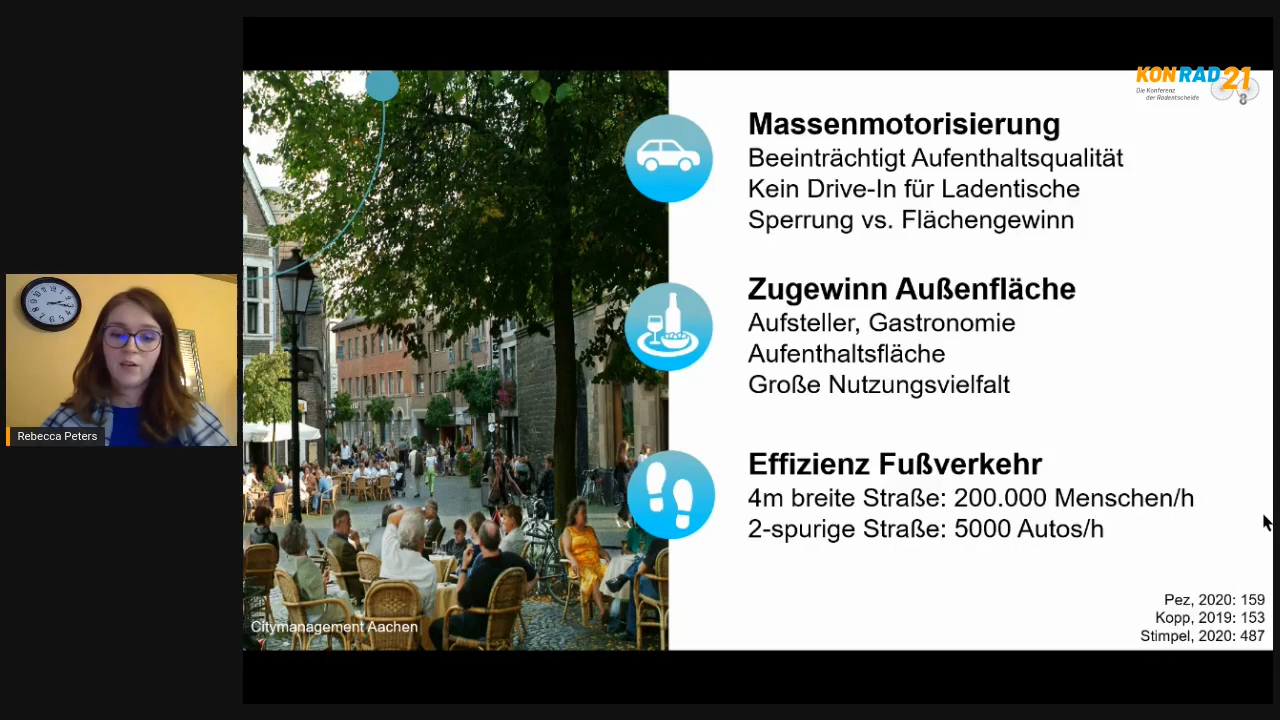 KONRAD21
Die Konferenz
der Radentscheide
8
Massenmotorisierung
Beeinträchtigt Aufenthaltsqualität
Kein Drive-In für Ladentische
Sperrung vs. Flächengewinn
Zugewinn Außenfläche
Aufsteller, Gastronomie
Aufenthaltsfläche
Große Nutzungsvielfalt
Effizienz Fußverkehr
4m breite Straße: 200.000 Menschen/h
2-spurige Straße: 5000 Autos/h
Pez, 2020: 159
Kopp, 2019: 153
Stimpel, 2020: 487
Citymanagement Aachen
Rebecca Peters